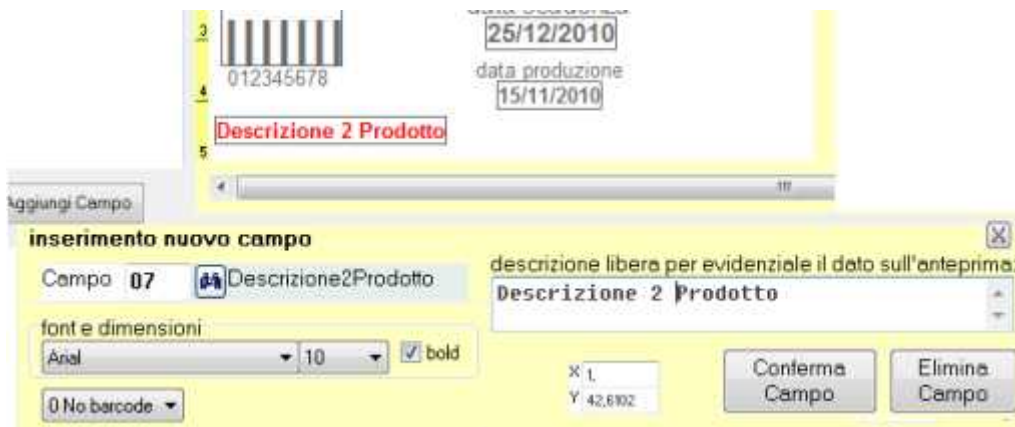 3
25/12/2010
012345678
data produzione
4
15/11/2010
Descrizione 2 Prodotto
5
Aggiungi Campo
inserimento nuovo campo
Campo 07 Descrizione2Prodotto
descrizione libera per evidenziale il dato sull'anteprima:
Descrizione 2 Prodotto
font e dimensioni
Arial 10 bold
X 1,
Y 42,6102
Conferma Campo
Elimina Campo
0 No barcode